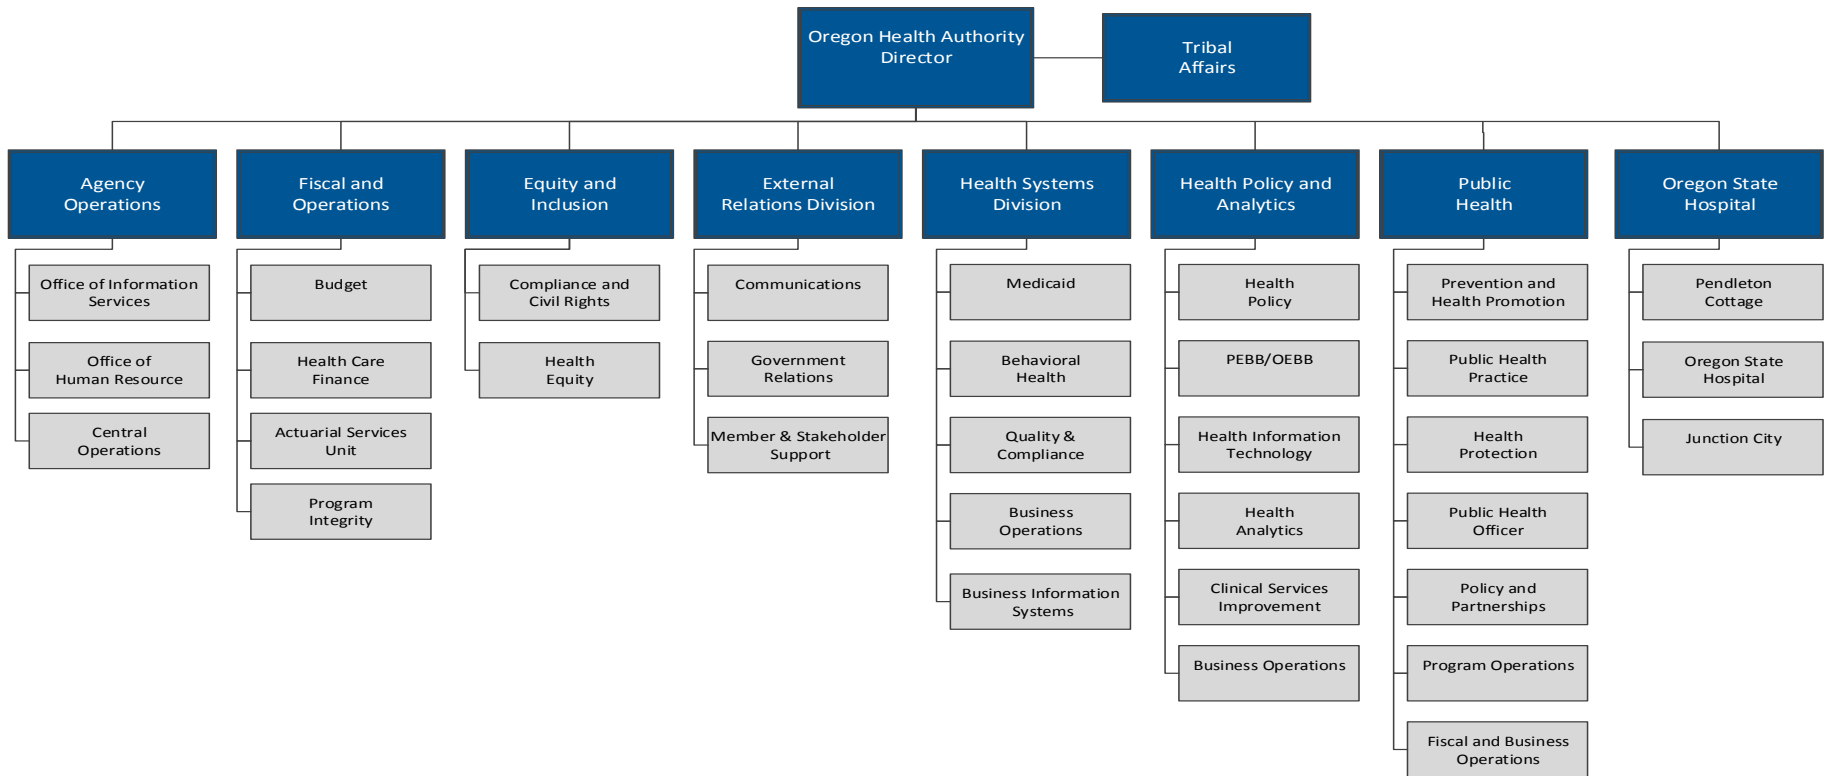 Oregon Health Authority
Director
Tribal
Affairs
Agency
Operations
Office of Information
Services
Office of
Human Resource
Central
Operations
Fiscal and
Operations
Budget
Health Care
Finance
Actuarial Services
Unit
Program
Integrity
Equity and
Inclusion
Compliance and
Civil Rights
Health
Equity
External
Relations Division
Communications
Government
Relations
Member & Stakeholder
Support
Health Systems
Division
Medicaid
Behavioral
Health
Quality &
Compliance
Business
Operations
Business Information
Systems
Health Policy and
Analytics
Health
Policy
PEBB/OEBB
Health Information
Technology
Health
Analytics
Clinical Services
Improvement
Business Operations
Public
Health
Prevention and
Health Promotion
Public Health
Practice
Health
Protection
Public Health
Officer
Policy and
Partnerships
Program Operations
Fiscal and Business
Operations
Oregon State
Hospital
Pendleton
Cottage
Oregon State
Hospital
Junction City